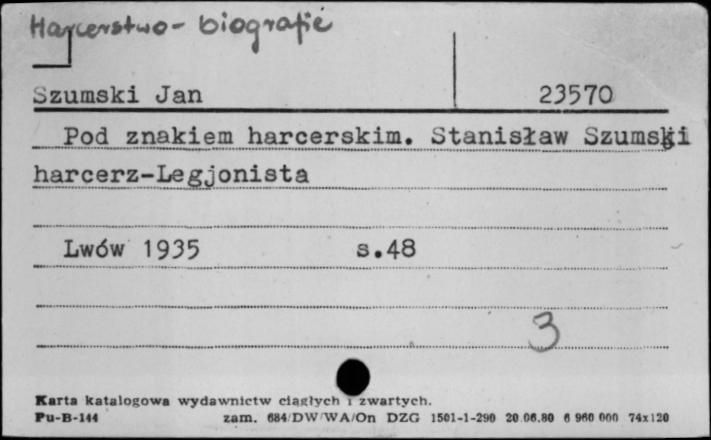 Harcerstwo - biografie
Szumski Jan 23570
Pod znakiem harcerskim. Stanisław Szumski
harcerz-Legjonista
Lwów 1935 s.48
3
Karta katalogowa wydawnictw ciągłych i zwartych.
Pu-B-144 zam. 684/DW/WA/On DZG 1501-1-290 20.06.80 6 960 000 74x120